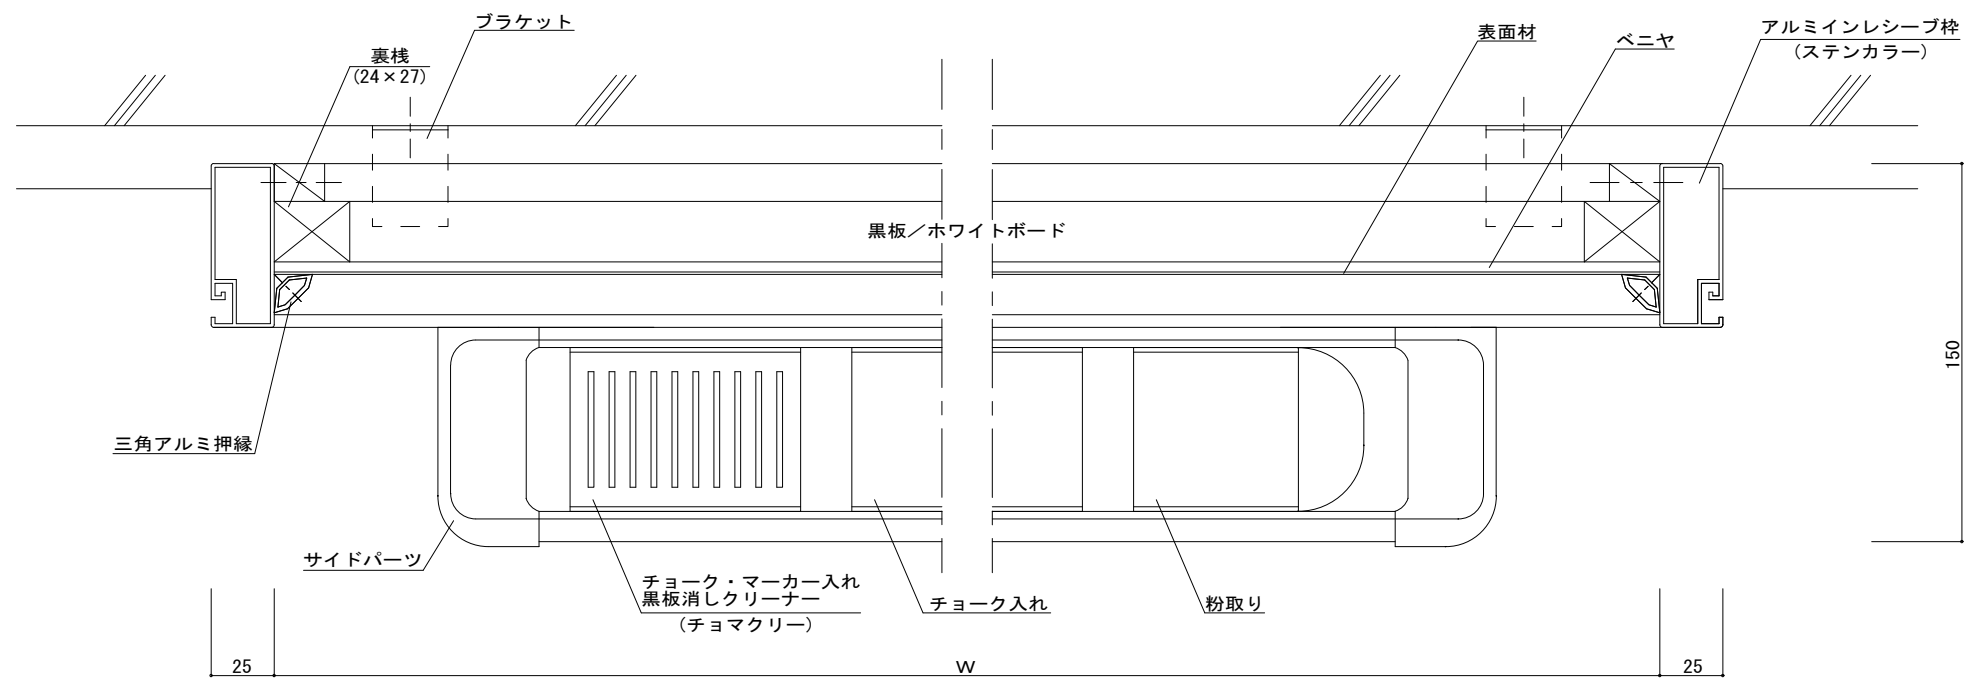 ブラケット
裏桟
(24×27)
表面材
ベニヤ
アルミインレシーブ枠
(ステンカラー)
黒板／ホワイトボード
150
三角アルミ押縁
サイドパーツ
チョーク・マーカー入れ
黒板消しクリーナー
(チョマクリー)
チョーク入れ
粉取り
25
W
25